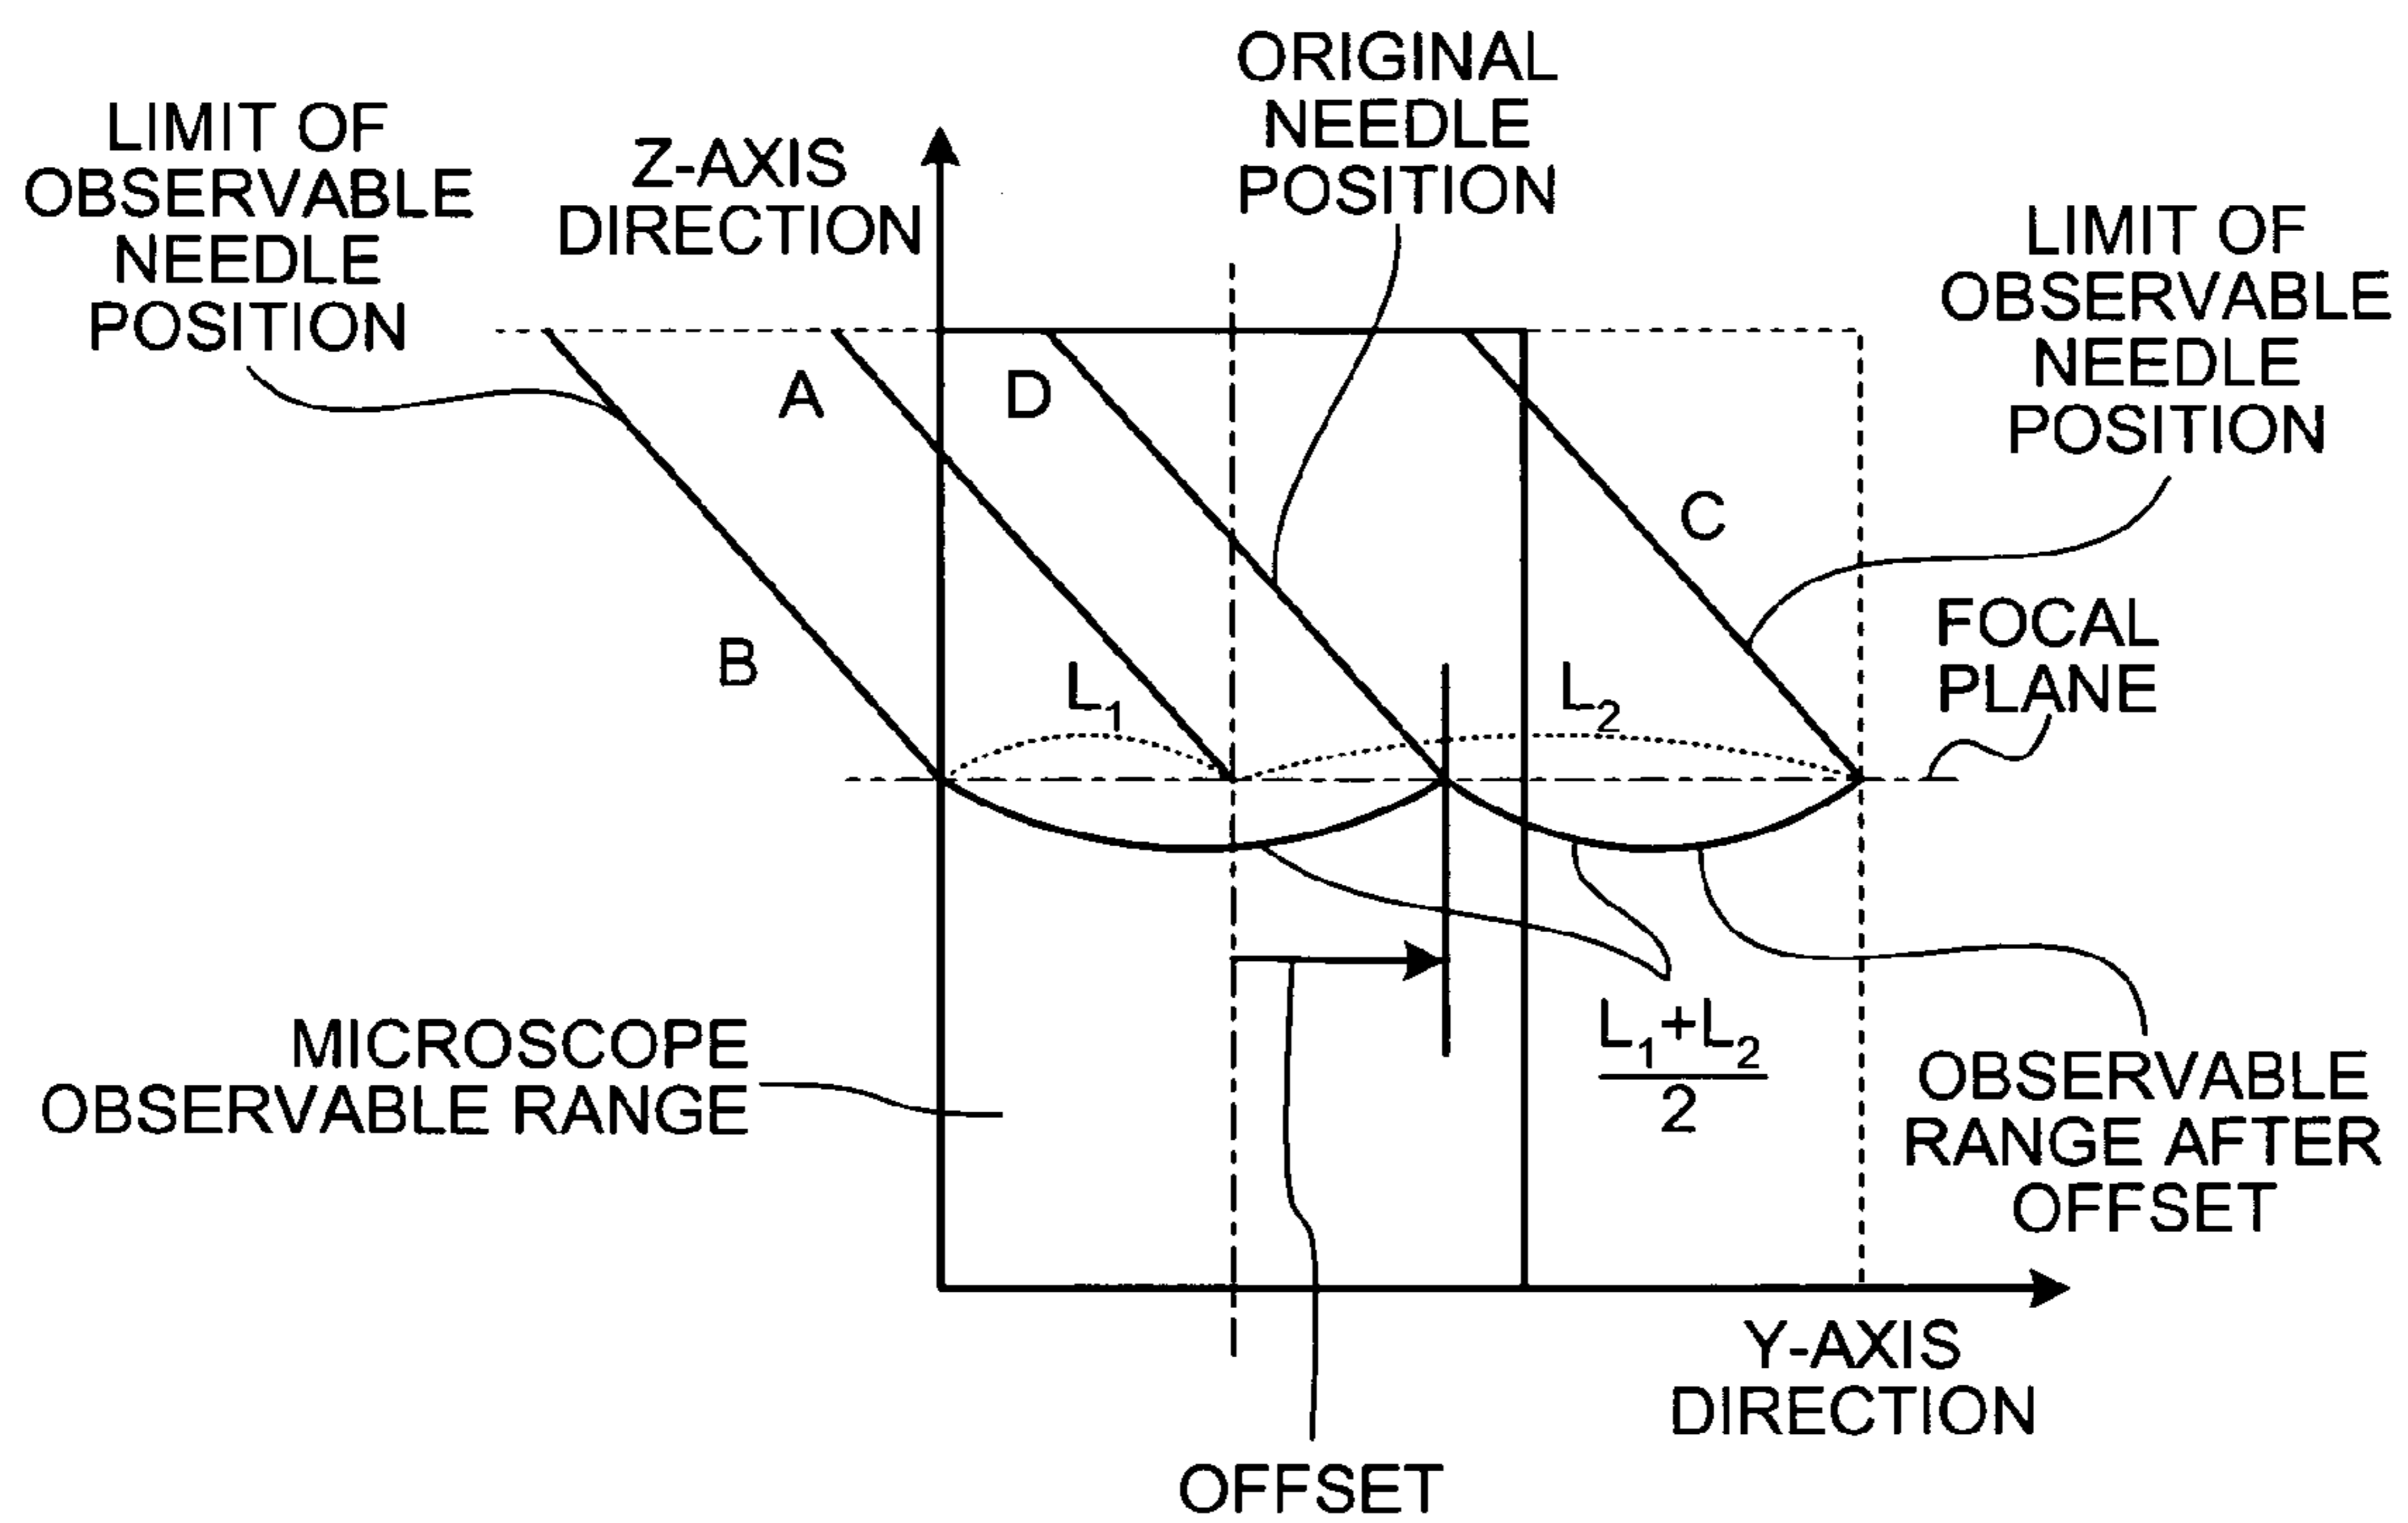 ORIGINAL
NEEDLE
POSITION
LIMIT OF
OBSERVABLE
NEEDLE
POSITION
Z-AXIS
DIRECTION
LIMIT OF
OBSERVABLE
NEEDLE
POSITION
A
D
C
B
L1
L2
FOCAL
PLANE
MICROSCOPE
OBSERVABLE RANGE
L1+L2
2
OBSERVABLE
RANGE AFTER
OFFSET
Y-AXIS
DIRECTION
OFFSET